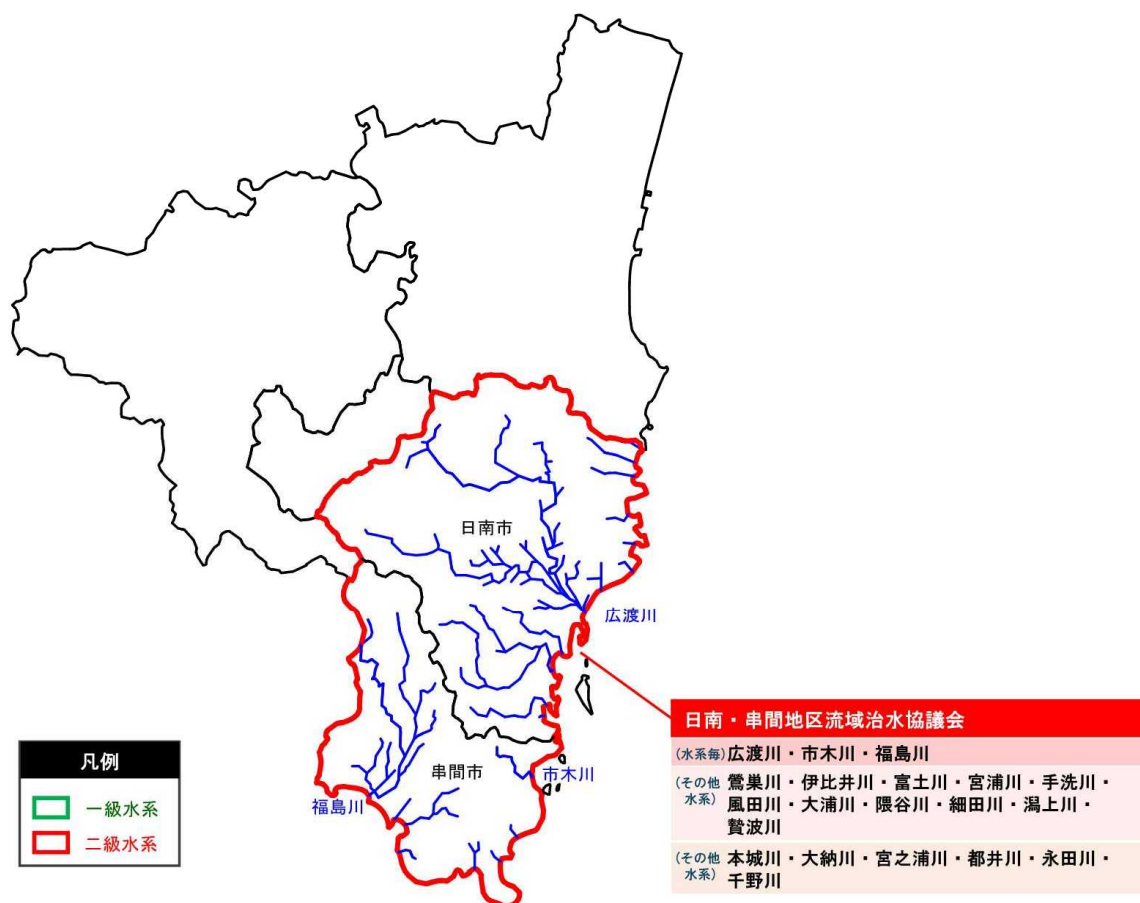 日南市
広渡川
日南・串間地区流域治水協議会
(水系毎) 広渡川・市木川・福島川
(その他水系) 鶯巣川・伊比井川・富土川・宮浦川・手洗川・
風田川・大浦川・隈谷川・細田川・潟上川・
贄波川
(その他水系) 本城川・大納川・宮之浦川・都井川・永田川・
千野川
串間市
市木川
福島川
凡例
一級水系
二級水系